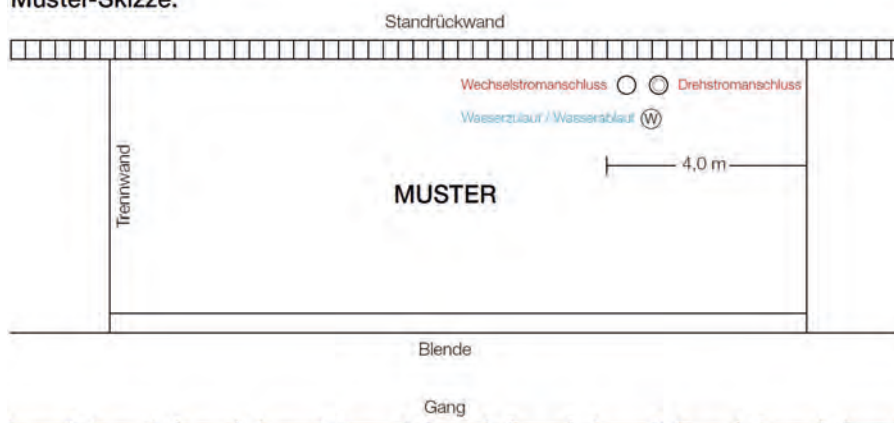 Muster-Skizze:
Standrückwand
Wechselstromanschluss Drehstromanschluss
Wasserzulauf / Wasserablauf W
Trennwand
4,0 m
MUSTER
Blende
Gang